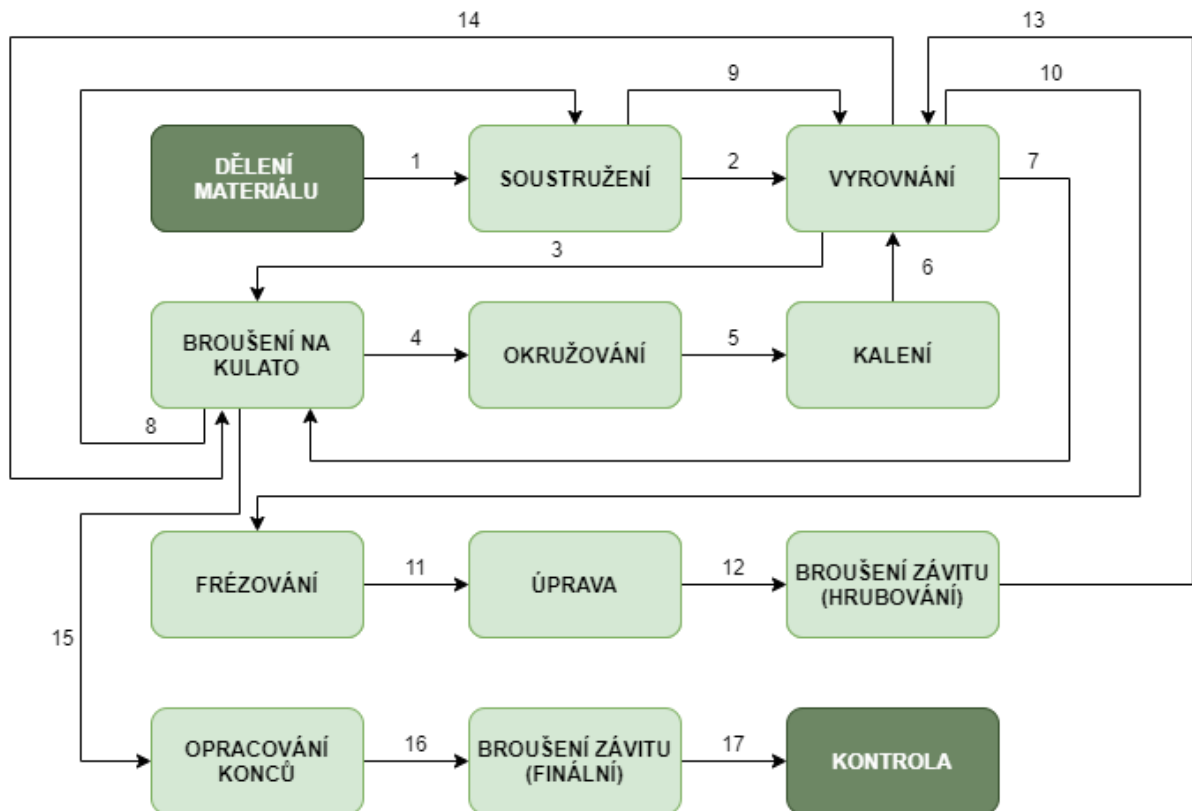 14
13
9
10
DĚLENÍ
MATERIÁLU
1
SOUSTRUŽENÍ
2
VYROVNÁNÍ
7
3
6
BROUŠENÍ NA
KULATO
4
OKRUŽOVÁNÍ
5
KALENÍ
8
FRÉZOVÁNÍ
11
ÚPRAVA
12
BROUŠENÍ ZÁVITU
(HRUBOVÁNÍ)
15
OPRACOVÁNÍ
KONCŮ
16
BROUŠENÍ ZÁVITU
(FINÁLNÍ)
17
KONTROLA